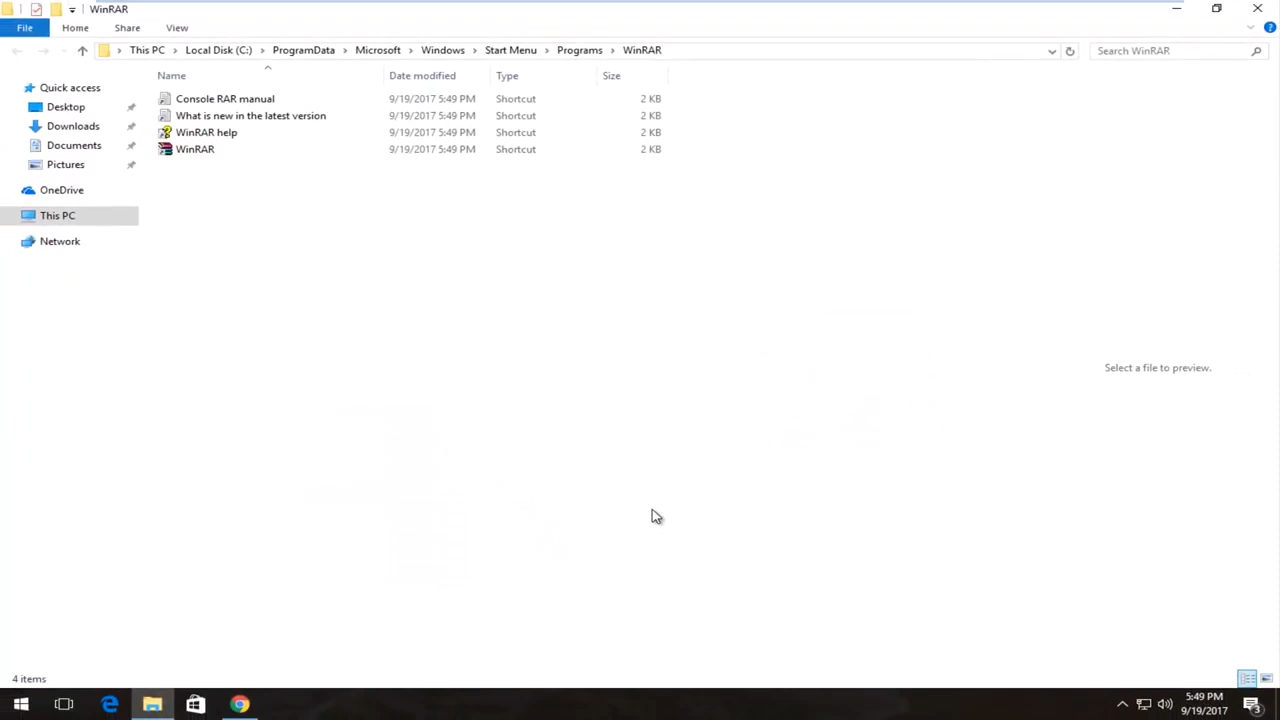 WinRAR
File Home Share View
This PC Local Disk (C:) ProgramData Microsoft Windows Start Menu Programs WinRAR Search WinRAR
Name Date modified Type Size
Quick access
Desktop
Downloads
Documents
Pictures
OneDrive
This PC
Network
Console RAR manual 9/19/2017 5:49 PM Shortcut 2 KB
What is new in the latest version 9/19/2017 5:49 PM Shortcut 2 KB
WinRAR help 9/19/2017 5:49 PM Shortcut 2 KB
WinRAR 9/19/2017 5:49 PM Shortcut 2 KB
Select a file to preview.
4 items
5:49 PM
9/19/2017
3